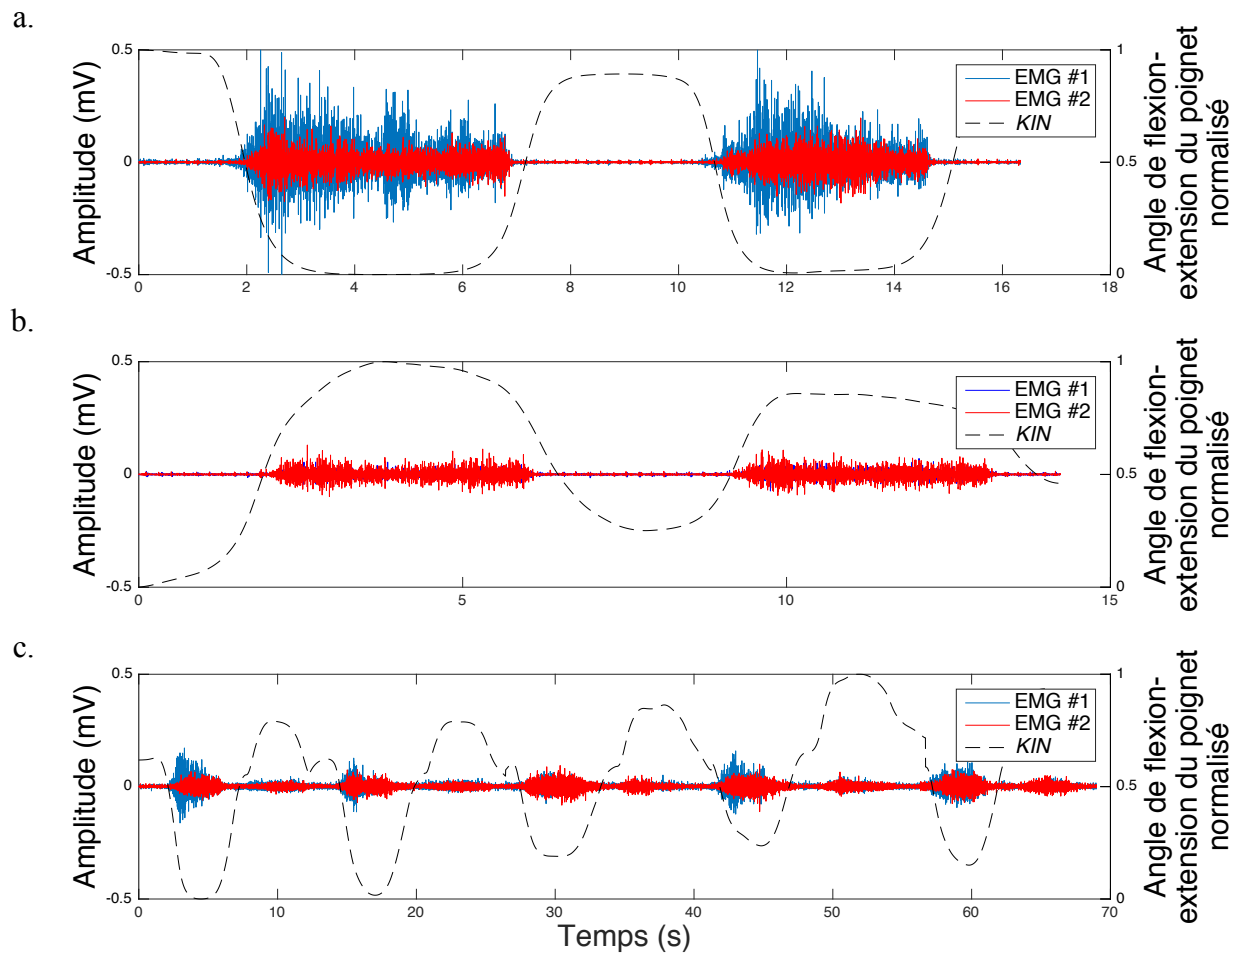 a.
Amplitude (mV)
0.5
0
-0.5
0 2 4 6 8 10 12 14 16 18
1
0.5
0
EMG #1
EMG #2
KIN
Angle de flexion-
extension du poignet
normalisé
b.
Amplitude (mV)
0.5
0
-0.5
0 5 10 15
1
0.5
0
EMG #1
EMG #2
KIN
Angle de flexion-
extension du poignet
normalisé
c.
Amplitude (mV)
0.5
0
-0.5
0 10 20 30 40 50 60 70
1
0.5
0
EMG #1
EMG #2
KIN
Angle de flexion-
extension du poignet
normalisé
Temps (s)